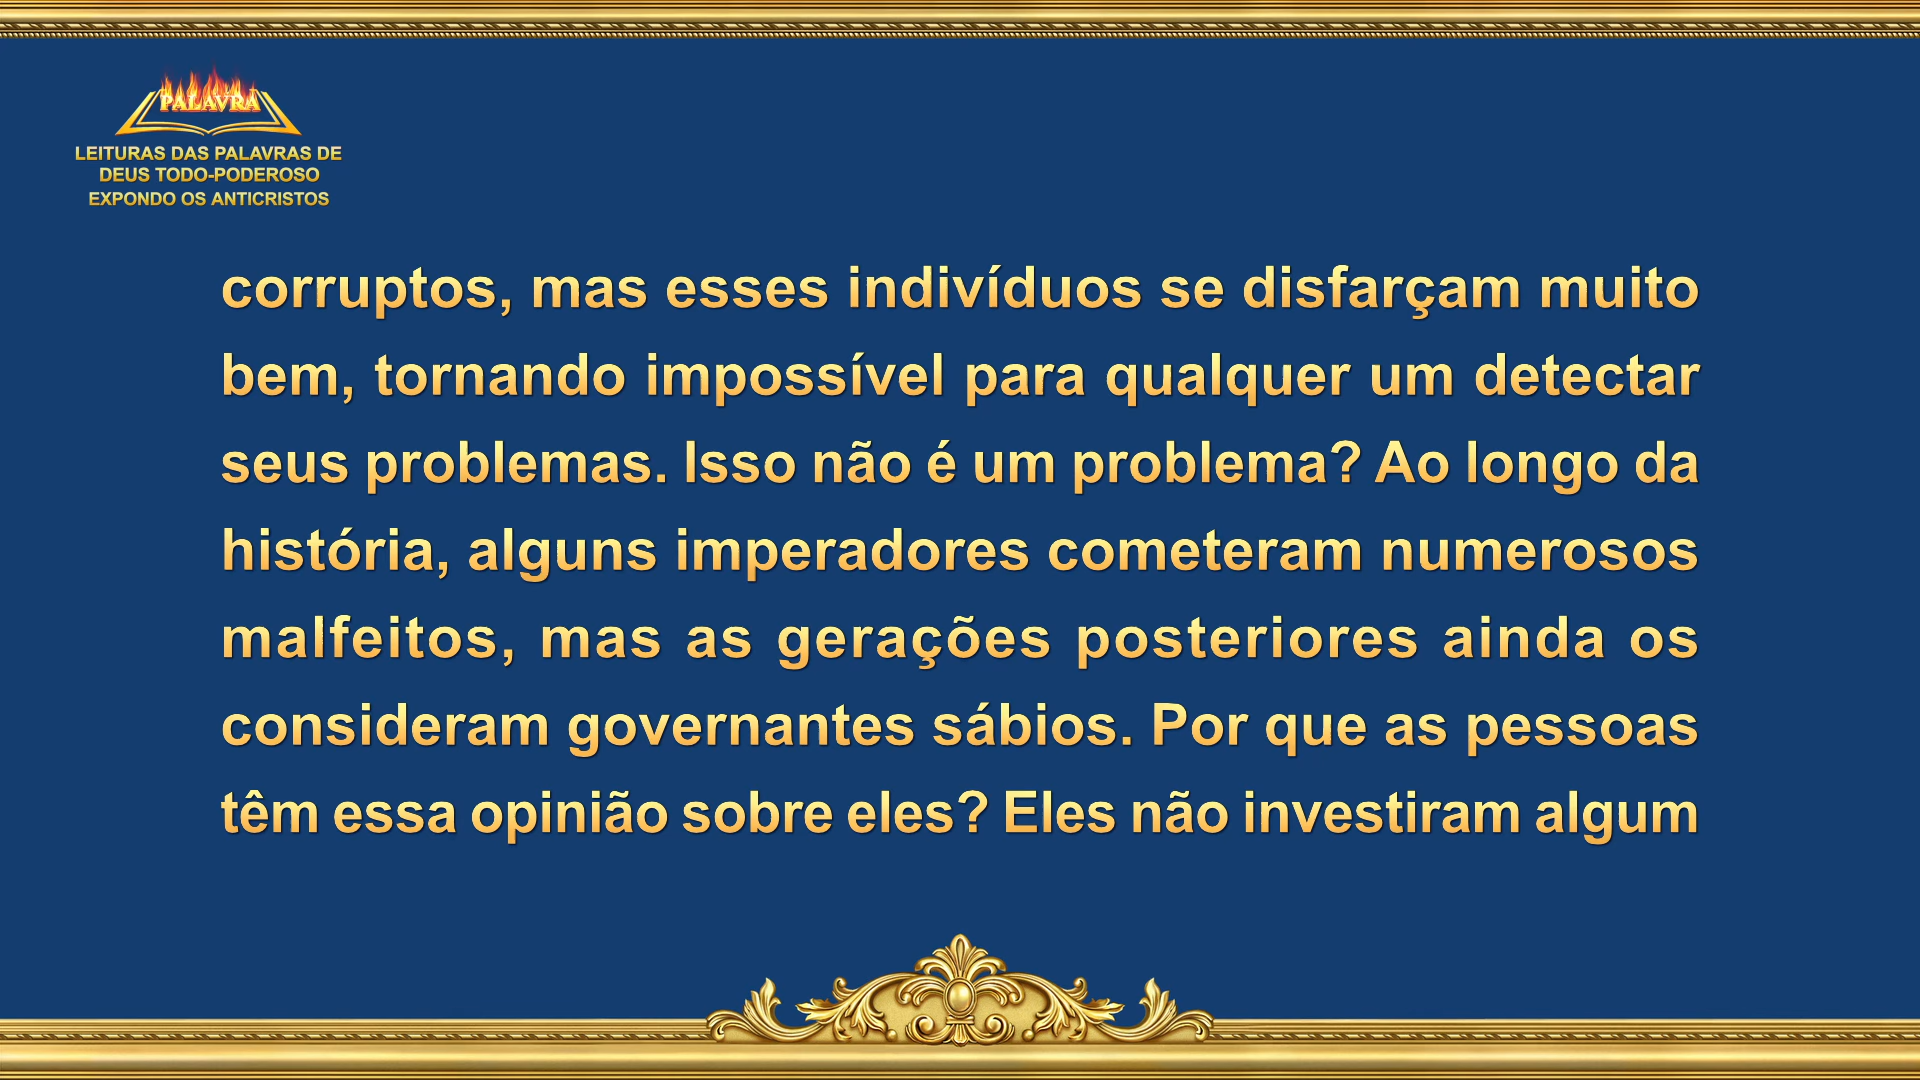 PALAVRA
LEITURAS DAS PALAVRAS DE
DEUS TODO-PODEROSO
EXPONDO OS ANTICRISTOS
corruptos, mas esses indivíduos se disfarçam muito
bem, tornando impossível para qualquer um detectar
seus problemas. Isso não é um problema? Ao longo da
história, alguns imperadores cometeram numerosos
malfeitos, mas as gerações posteriores ainda os
consideram governantes sábios. Por que as pessoas
têm essa opinião sobre eles? Eles não investiram algum